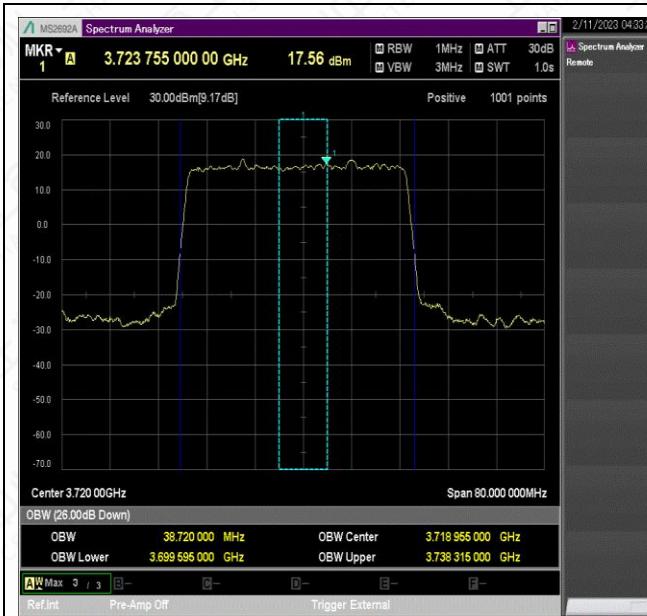 MS2692A Spectrum Analyzer
2/11/2023 04:33:
MKR 1 A 3.723 755 000 00 GHz 17.56 dBm
RBW 1MHz ATT 30dB
VBW 3MHz SWT 1.0s
Spectrum Analyzer
Remote
Reference Level 30.00dBm[9.17dB] Positive 1001 points
30.0
1
20.0
1
10.0
0.0
-10.0
-20.0
-30.0
-40.0
-50.0
-60.0
-70.0
Center 3.720 00GHz Span 80.000 000MHz
OBW (26.00dB Down)
OBW 38.720 000 MHz OBW Center 3.718 955 000 GHz
OBW Lower 3.699 595 000 GHz OBW Upper 3.738 315 000 GHz
A W Max 3 / 3 B- C- D- E- F-
Ref.Int Pre-Amp Off Trigger External